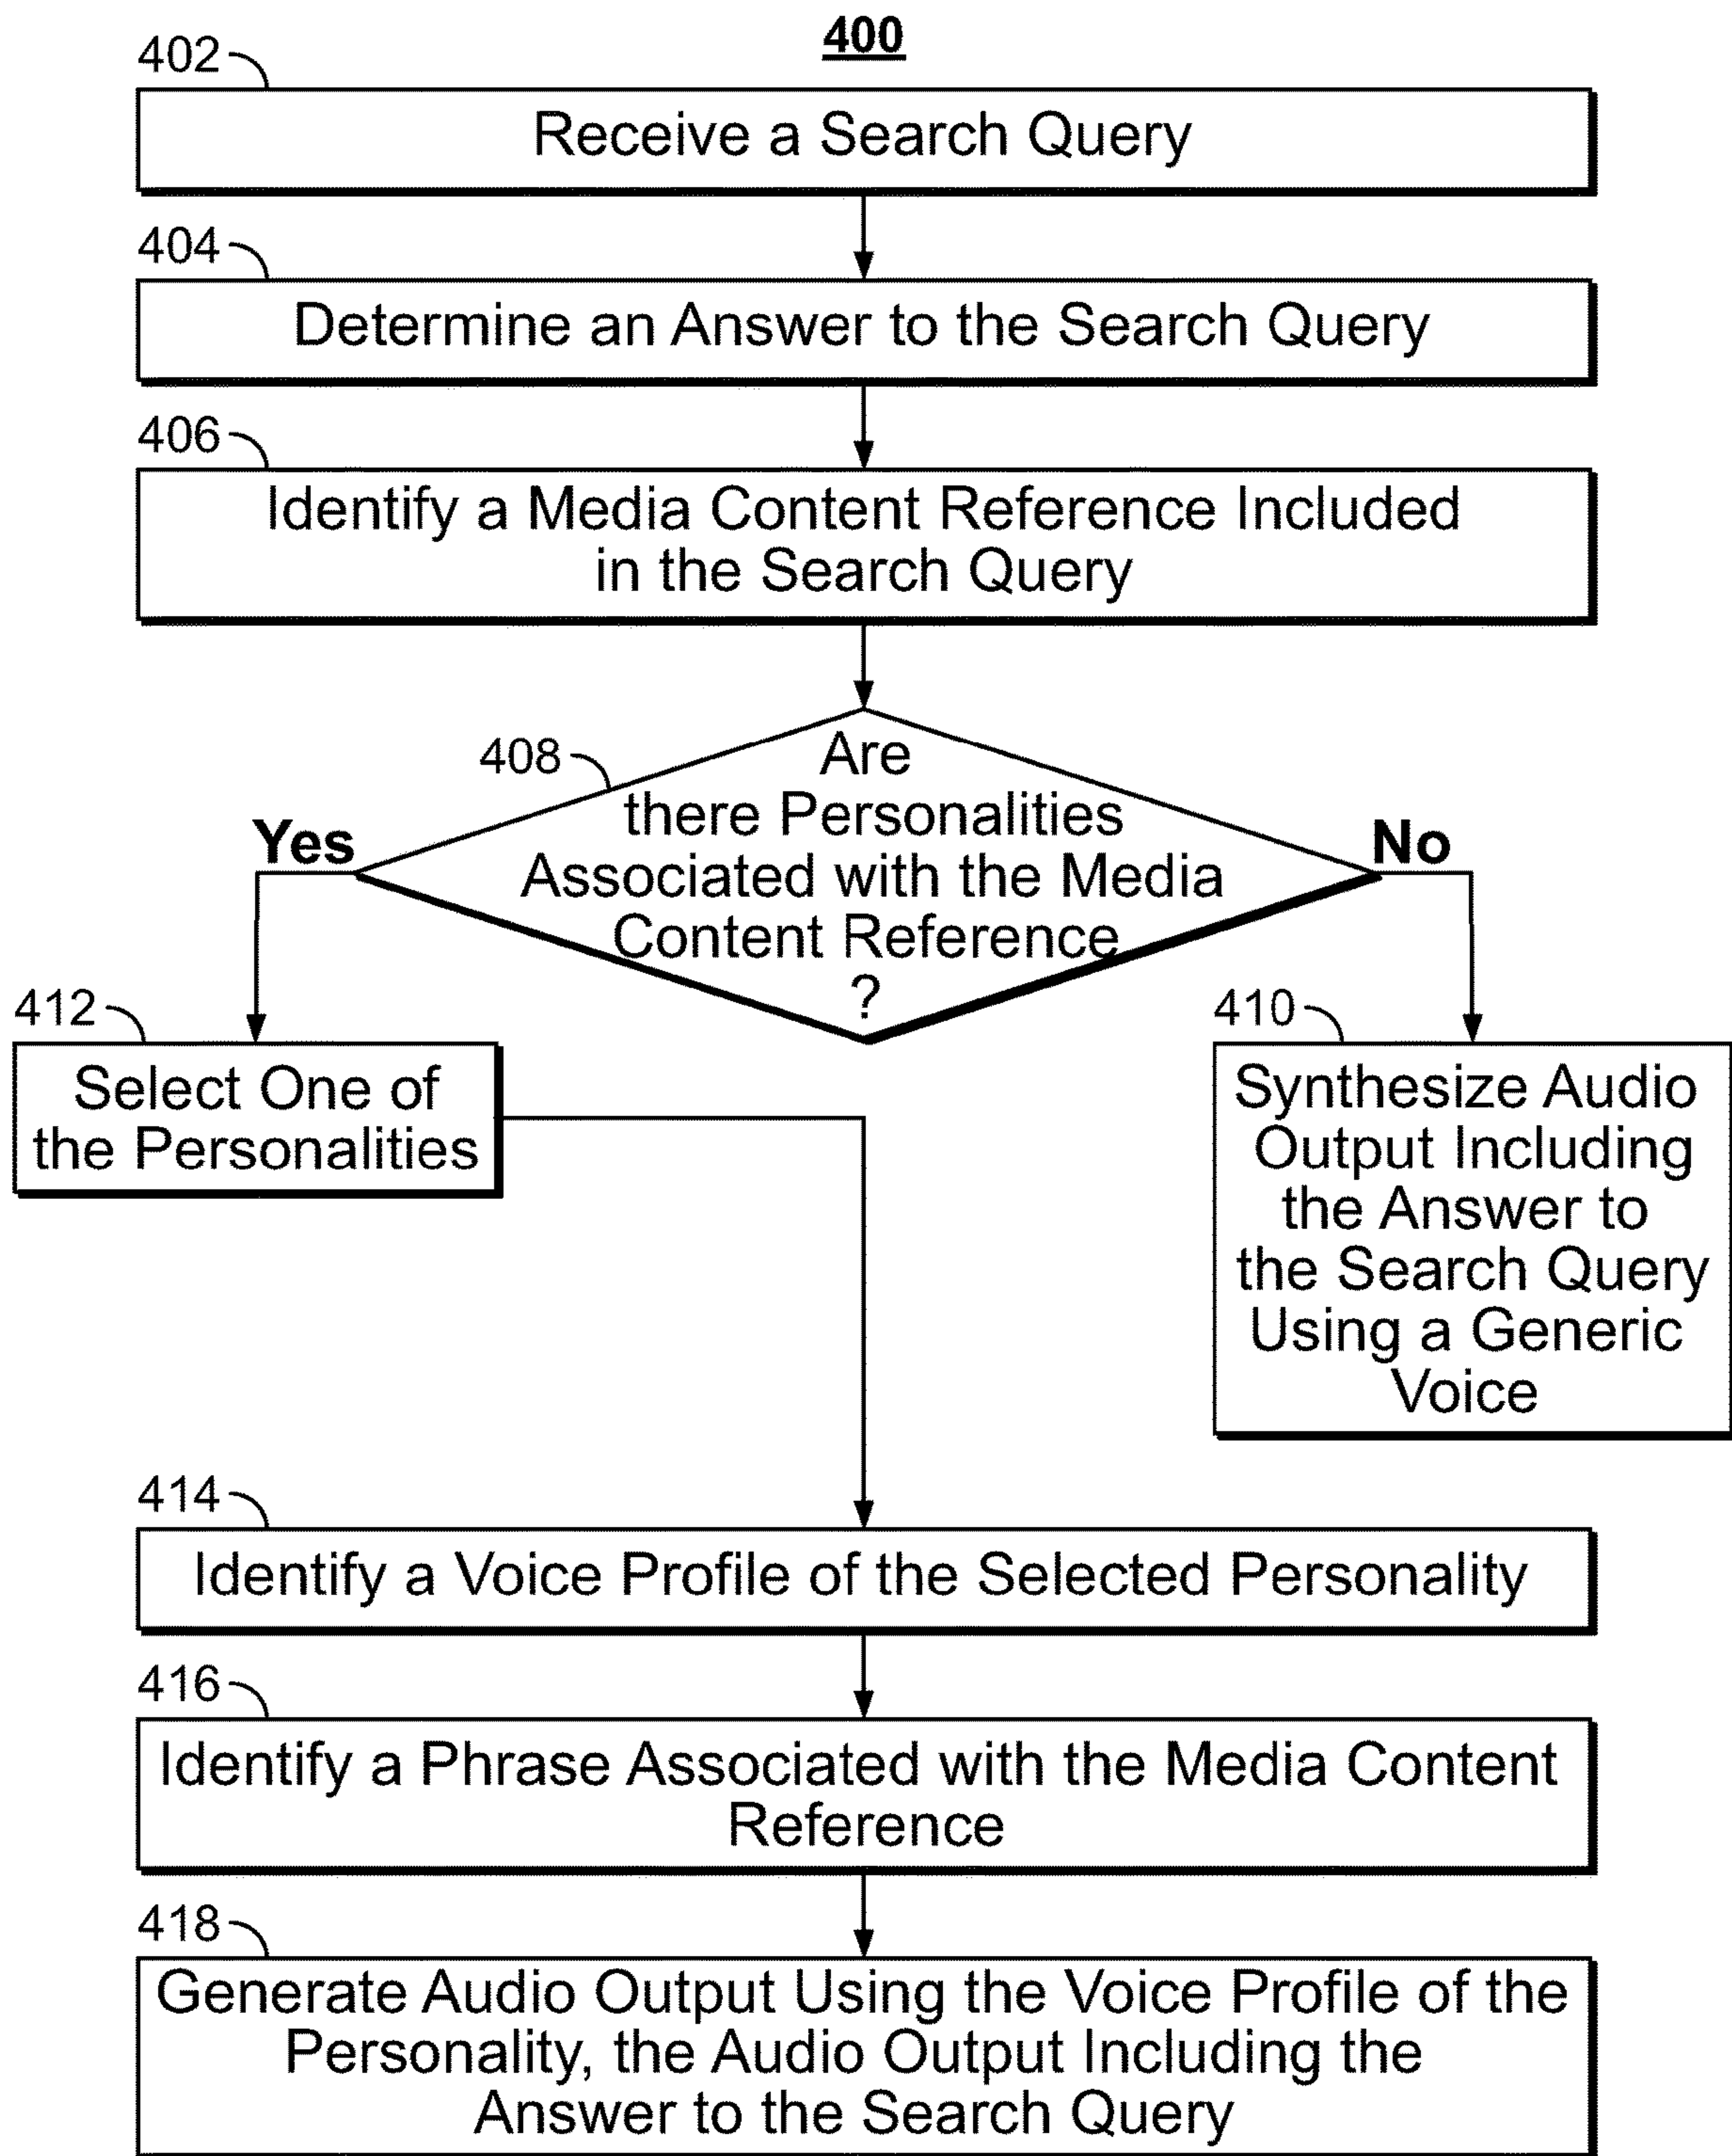 400
402
Receive a Search Query
404
Determine an Answer to the Search Query
406
Identify a Media Content Reference Included
in the Search Query
408
Are
there Personalities
Associated with the Media
Content Reference
?
Yes
No
412
Select One of
the Personalities
410
Synthesize Audio
Output Including
the Answer to
the Search Query
Using a Generic
Voice
414
Identify a Voice Profile of the Selected Personality
416
Identify a Phrase Associated with the Media Content
Reference
418
Generate Audio Output Using the Voice Profile of the
Personality, the Audio Output Including the
Answer to the Search Query